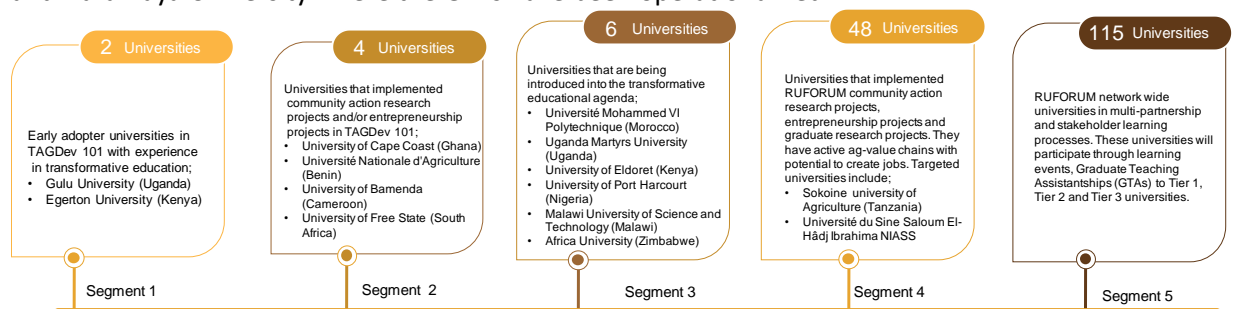 2 Universities
Early adopter universities in
TAGDev 101 with experience
in transformative education;
• Gulu University (Uganda)
• Egerton University (Kenya)
Segment 1
4 Universities
Universities that implemented
community action research
projects and/or entrepreneurship
projects in TAGDev 101;
• University of Cape Coast (Ghana)
• Université Nationale d'Agriculture
(Benin)
• University of Bamenda
(Cameroon)
• University of Free State (South
Africa)
Segment 2
6 Universities
Universities that are being
introduced into the transformative
educational agenda;
• Université Mohammed VI
Polytechnique (Morocco)
• Uganda Martyrs University
(Uganda)
• University of Eldoret (Kenya)
• University of Port Harcourt
(Nigeria)
• Malawi University of Science and
Technology (Malawi)
• Africa University (Zimbabwe)
Segment 3
48 Universities
Universities that implemented
RUFORUM community action
research projects,
entrepreneurship projects and
graduate research projects. They
have active ag-value chains with
potential to create jobs. Targeted
universities include;
• Sokoine university of
Agriculture (Tanzania)
• Université du Sine Saloum El-
Hâdj Ibrahima NIASS
Segment 4
115 Universities
RUFORUM network wide
universities in multi-partnership
and stakeholder learning
processes. These universities will
participate through learning
events, Graduate Teaching
Assistantships (GTAs) to Tier 1,
Tier 2 and Tier 3 universities.
Segment 5